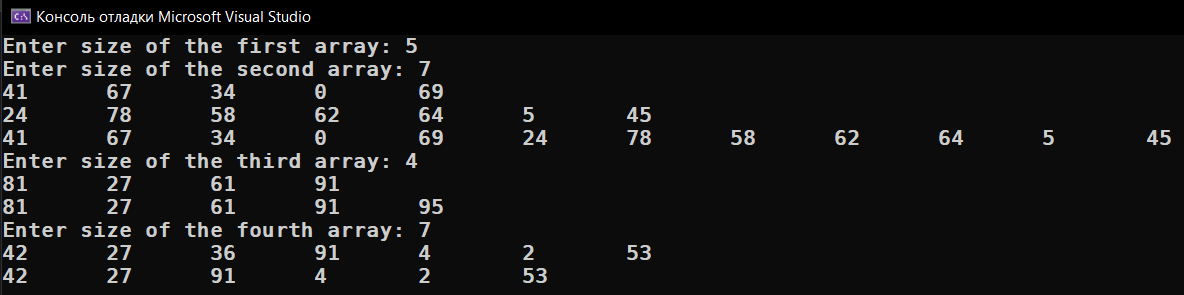 Консоль отладки Microsoft Visual Studio
Enter size of the first array: 5
Enter size of the second array: 7
41 67 34 0 69
24 78 58 62 64 5 45
41 67 34 0 69 24 78 58 62 64 5 45
Enter size of the third array: 4
81 27 61 91
81 27 61 91 95
Enter size of the fourth array: 7
42 27 36 91 4 2 53
42 27 91 4 2 53